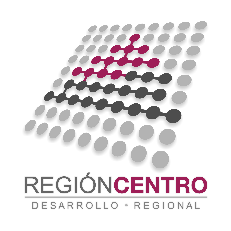 REGIÓNCENTRO
DESARROLLO • REGIONAL